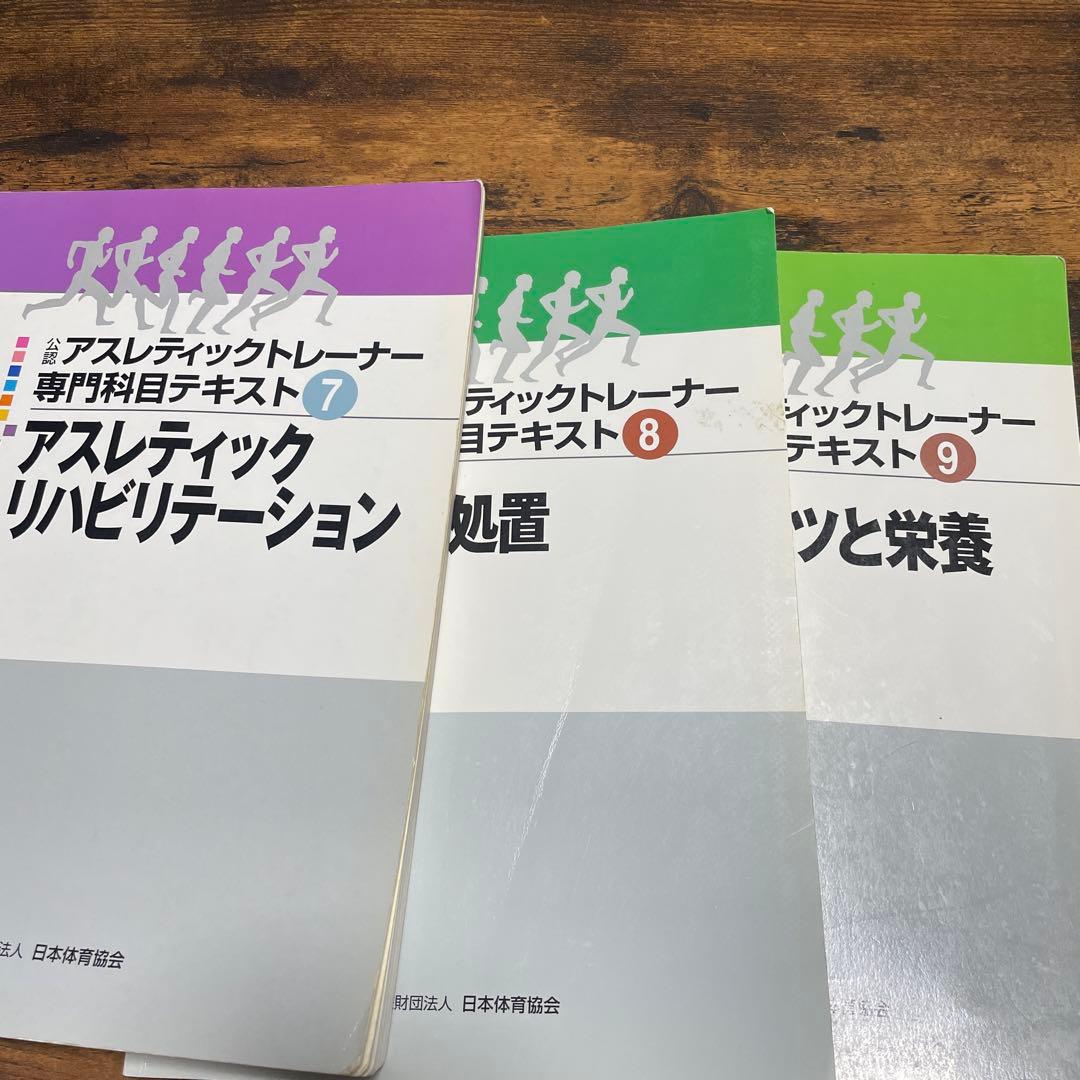 公認 アスレティックトレーナー
専門科目テキスト 7
アスレティック
リハビリテーション
法人 日本体育協会
ティックトレーナー
目テキスト 8
処置
財団法人 日本体育協会
ィックトレーナー
テキスト 9
ツと栄養
育協会